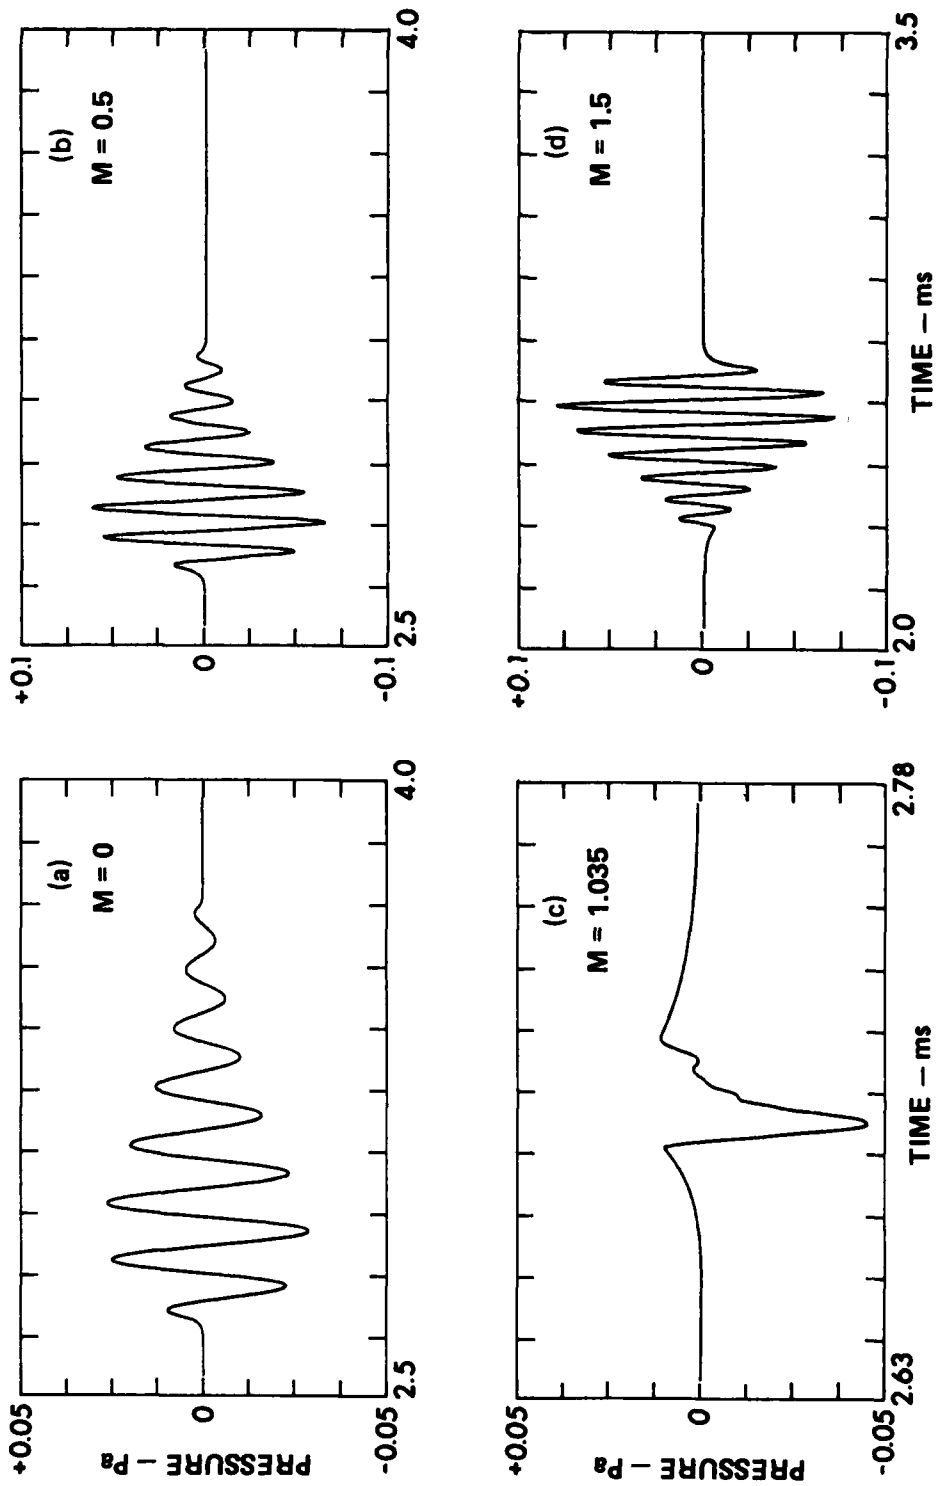 +0.05
(a)
M = 0
PRESSURE – Pa
0
-0.05
2.5
4.0
+0.1
(b)
M = 0.5
0
-0.1
2.5
4.0
+0.05
(c)
M = 1.035
PRESSURE – Pa
0
-0.05
2.63
2.78
TIME – ms
+0.1
(d)
M = 1.5
0
-0.1
2.0
3.5
TIME – ms